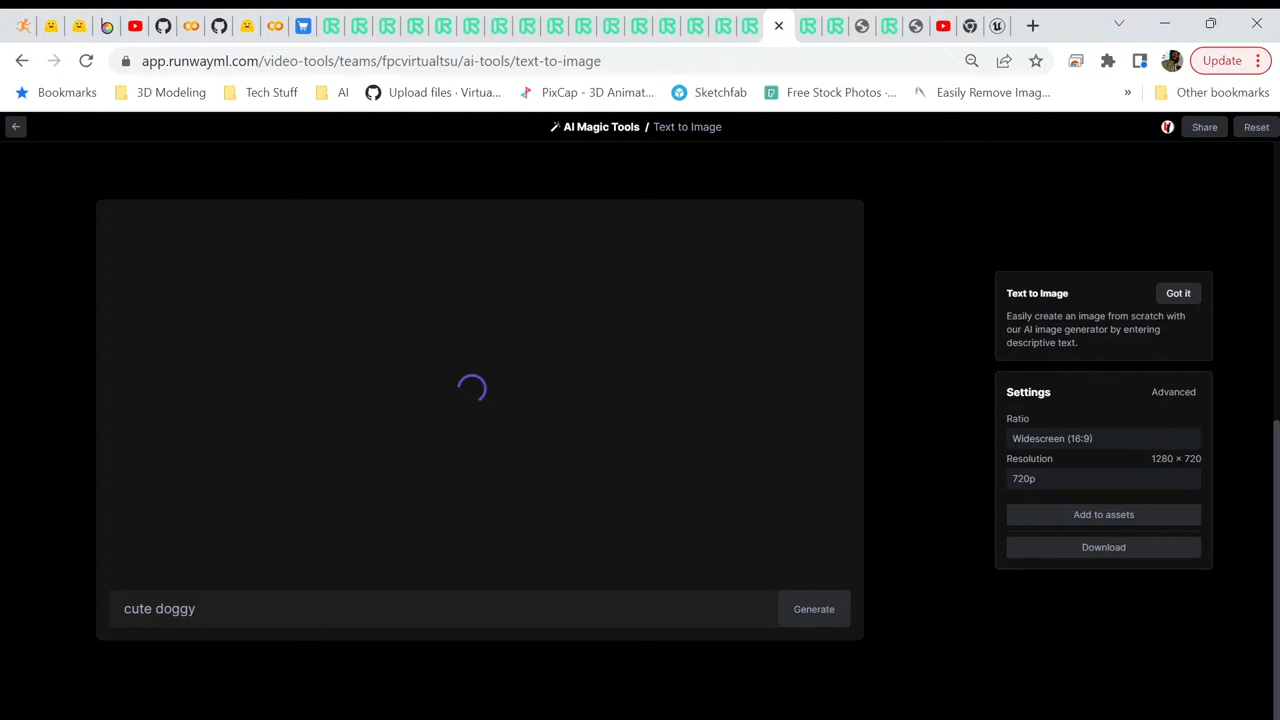 app.runwayml.com/video-tools/teams/fpcvirtualtsu/ai-tools/text-to-image
Update
Bookmarks
3D Modeling
Tech Stuff
AI
Upload files · Virtua...
PixCap - 3D Animat...
Sketchfab
Free Stock Photos ·...
Easily Remove Imag...
»
Other bookmarks
AI Magic Tools / Text to Image
Share
Reset
Text to Image
Got it
Easily create an image from scratch with
our AI image generator by entering
descriptive text.
Settings
Advanced
Ratio
Widescreen (16:9)
Resolution
1280 × 720
720p
Add to assets
Download
cute doggy
Generate